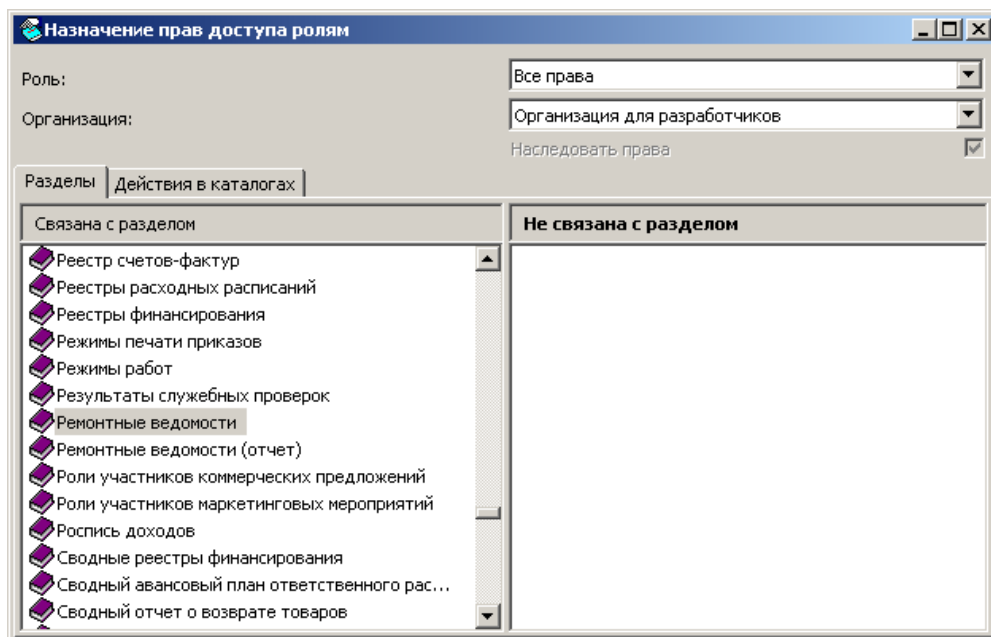 Назначение прав доступа ролям
Роль:
Все права
Организация:
Организация для разработчиков
Наследовать права
Разделы
Действия в каталогах
Связана с разделом
Не связана с разделом
Реестр счетов-фактур
Реестры расходных расписаний
Реестры финансирования
Режимы печати приказов
Режимы работ
Результаты служебных проверок
Ремонтные ведомости
Ремонтные ведомости (отчет)
Роли участников коммерческих предложений
Роли участников маркетинговых мероприятий
Роспись доходов
Сводные реестры финансирования
Сводный авансовый план ответственного рас...
Сводный отчет о возврате товаров